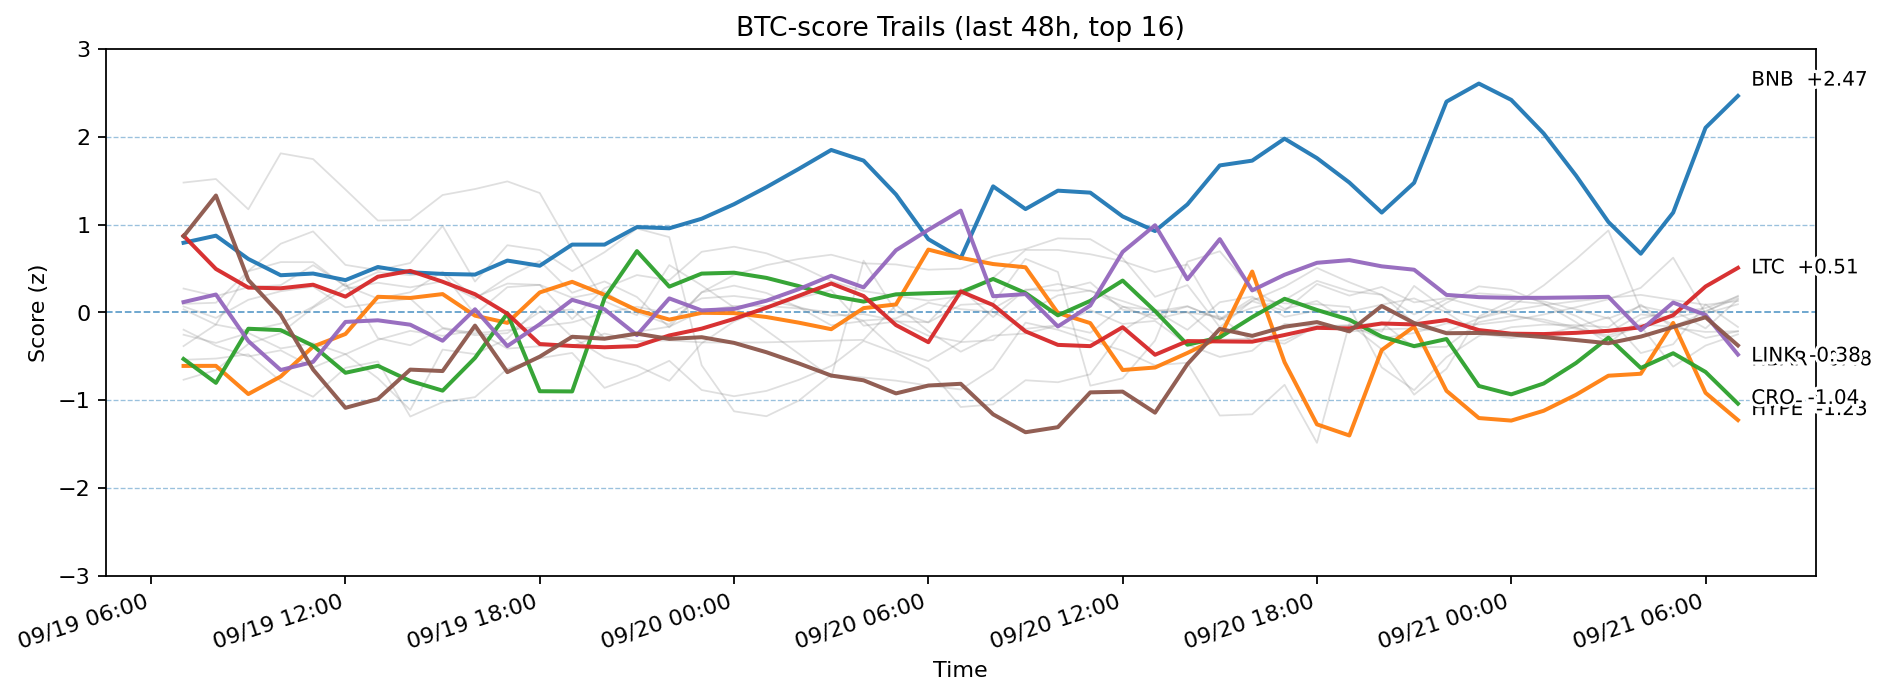 BTC-score Trails (last 48h, top 16)
Score (z)
3
2
1
0
−1
−2
−3
BNB +2.47
LTC +0.51
LINK -0.38
CRO -1.04
HYPE -1.23
09/19 06:00
09/19 12:00
09/19 18:00
09/20 00:00
09/20 06:00
09/20 12:00
09/20 18:00
09/21 00:00
09/21 06:00
Time